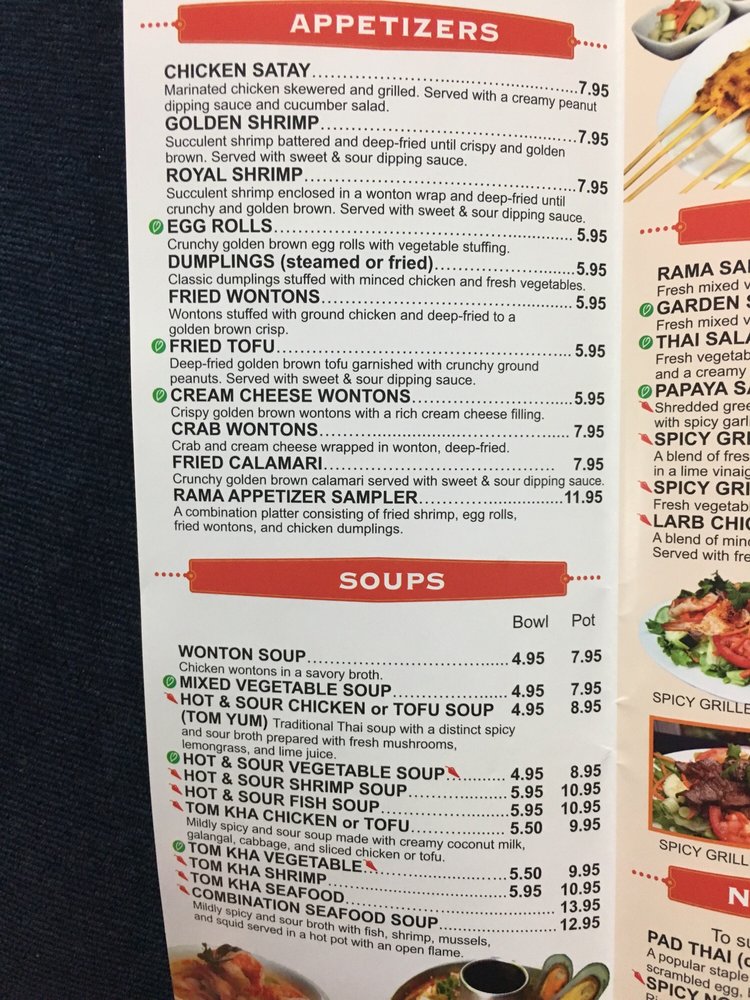 APPETIZERS
CHICKEN SATAY.....7.95
Marinated chicken skewered and grilled. Served with a creamy peanut
dipping sauce and cucumber salad.
GOLDEN SHRIMP.....7.95
Succulent shrimp battered and deep-fried until crispy and golden
brown. Served with sweet & sour dipping sauce.
ROYAL SHRIMP.....7.95
Succulent shrimp enclosed in a wonton wrap and deep-fried until
crunchy and golden brown. Served with sweet & sour dipping sauce.
EGG ROLLS.....5.95
Crunchy golden brown egg rolls with vegetable stuffing.
DUMPLINGS (steamed or fried).....5.95
Classic dumplings stuffed with minced chicken and fresh vegetables.
FRIED WONTONS.....5.95
Wontons stuffed with ground chicken and deep-fried to a
golden brown crisp.
FRIED TOFU.....5.95
Deep-fried golden brown tofu garnished with crunchy ground
peanuts. Served with sweet & sour dipping sauce.
CREAM CHEESE WONTONS.....5.95
Crispy golden brown wontons with a rich cream cheese filling.
CRAB WONTONS.....7.95
Crab and cream cheese wrapped in wonton, deep-fried.
FRIED CALAMARI.....7.95
Crunchy golden brown calamari served with sweet & sour dipping sauce.
RAMA APPETIZER SAMPLER.....11.95
A combination platter consisting of fried shrimp, egg rolls,
fried wontons, and chicken dumplings.
SOUPS
Bowl Pot
WONTON SOUP.....4.95 7.95
Chicken wontons in a savory broth.
MIXED VEGETABLE SOUP.....4.95 7.95
HOT & SOUR CHICKEN or TOFU SOUP 4.95 8.95
(TOM YUM) Traditional Thai soup with a distinct spicy
and sour broth prepared with fresh mushrooms,
lemongrass, and lime juice.
HOT & SOUR VEGETABLE SOUP.....4.95 8.95
HOT & SOUR SHRIMP SOUP.....5.95 10.95
HOT & SOUR FISH SOUP.....5.95 10.95
TOM KHA CHICKEN or TOFU.....5.50 9.95
Mildly spicy and sour soup made with creamy coconut milk,
galangal, cabbage, and sliced chicken or tofu.
TOM KHA VEGETABLE.....5.50 9.95
TOM KHA SHRIMP.....5.95 10.95
TOM KHA SEAFOOD.....13.95
COMBINATION SEAFOOD SOUP.....12.95
Mildly spicy and sour broth with fish, shrimp, mussels,
and squid served in a hot pot with an open flame.
RAMA SA
Fresh mixed v
GARDEN S
Fresh mixed v
THAI SALA
Fresh vegetab
and a creamy
PAPAYA SA
Shredded gree
with spicy garl
SPICY GRI
A blend of fres
in a lime vinaig
SPICY GRI
Fresh vegetab
LARB CHIC
A blend of minc
Served with fre
SPICY GRILLE
SPICY GRILL
N
To su
PAD THAI (c
A popular staple
scrambled egg,
SPICY NO